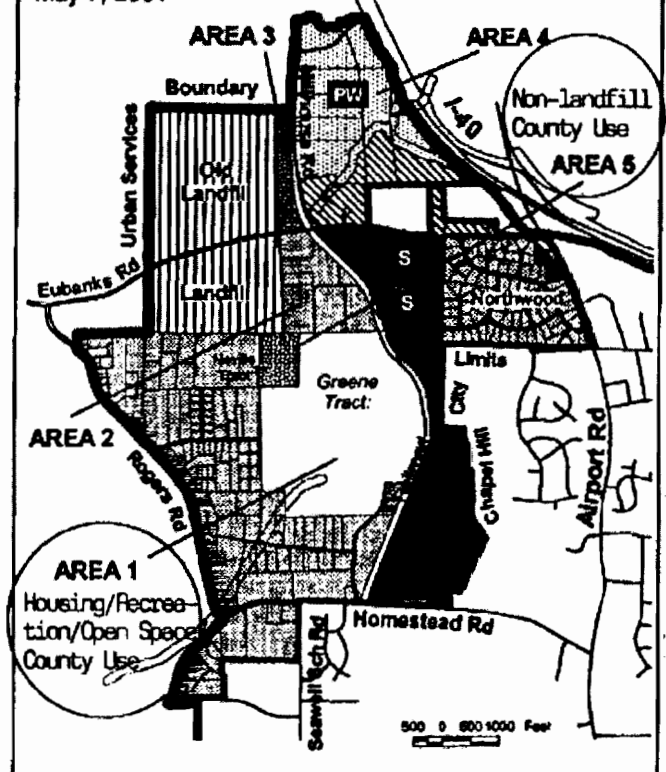 AREA 3
AREA 4
Boundary
PW
I-40
Non-landfill
County Use
AREA 5
Urban Services
Old
Landfill
Eubanks Rd
Landfill
S
S
Northwood
Limits
Greene
Tract:
City
Chapel Hill
AREA 2
Rogers Rd
Airport Rd
AREA 1
Housing/Recrea-
tion/Open Space
County Use
Homestead Rd
Seawell Sch Rd
500 0 500 1000 Feet